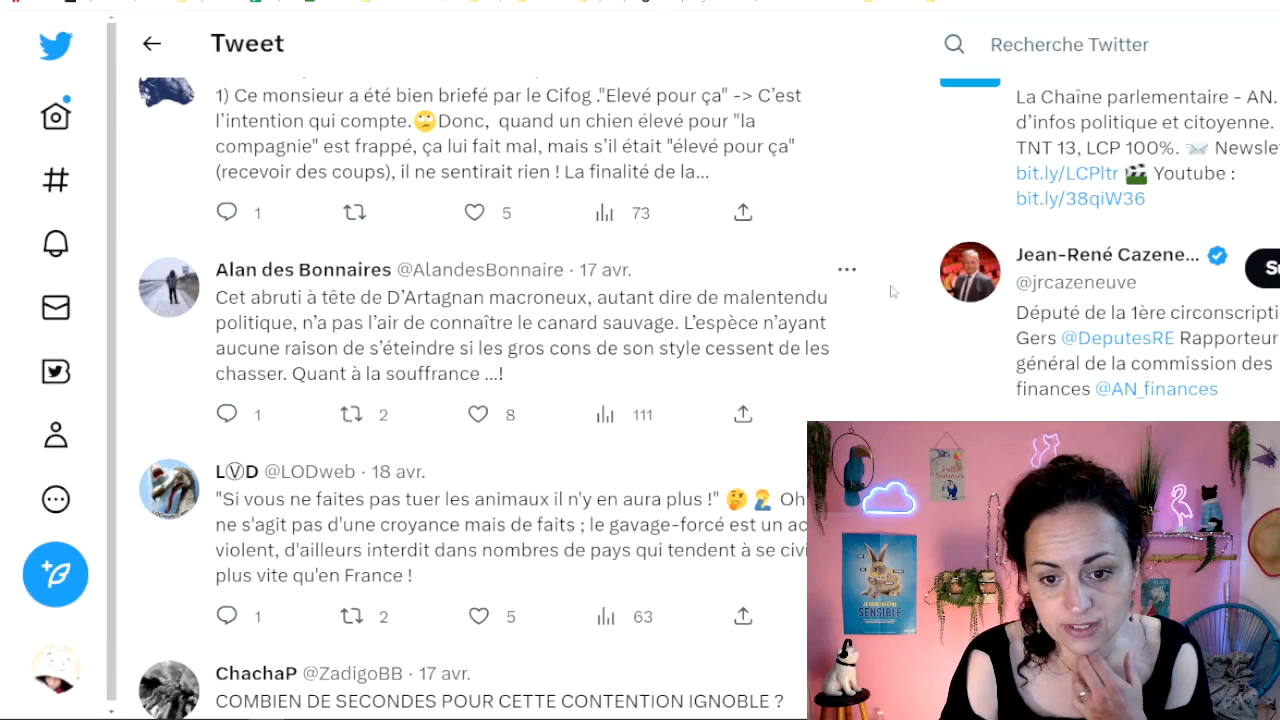 Tweet
Recherche Twitter
1) Ce monsieur a été bien briefé par le Cifog ."Elevé pour ça" -> C’est
l’intention qui compte.🙄Donc, quand un chien élevé pour "la
compagnie" est frappé, ça lui fait mal, mais s’il était "élevé pour ça"
(recevoir des coups), il ne sentirait rien ! La finalité de la...
1 5 73
Alan des Bonnaires @AlandesBonnaire · 17 avr.
Cet abruti à tête de D’Artagnan macroneux, autant dire de malentendu
politique, n’a pas l’air de connaître le canard sauvage. L’espèce n’ayant
aucune raison de s’éteindre si les gros cons de son style cessent de les
chasser. Quant à la souffrance ...!
1 2 8 111
LⓋD @LODweb · 18 avr.
"Si vous ne faites pas tuer les animaux il n'y en aura plus !" 🤔 🤦‍♂️ Oh
ne s'agit pas d'une croyance mais de faits ; le gavage-forcé est un ac
violent, d'ailleurs interdit dans nombres de pays qui tendent à se civi
plus vite qu'en France !
1 2 5 63
ChachaP @ZadigoBB · 17 avr.
COMBIEN DE SECONDES POUR CETTE CONTENTION IGNOBLE ?
La Chaîne parlementaire - AN.
d’infos politique et citoyenne.
TNT 13, LCP 100%. 📨 Newsle
bit.ly/LCPltr 🎬 Youtube :
bit.ly/38qiW36
Jean-René Cazene...
@jrcazeneuve
Député de la 1ère circonscripti
Gers @DeputesRE Rapporteur
général de la commission des
finances @AN_finances
SENSIBLE